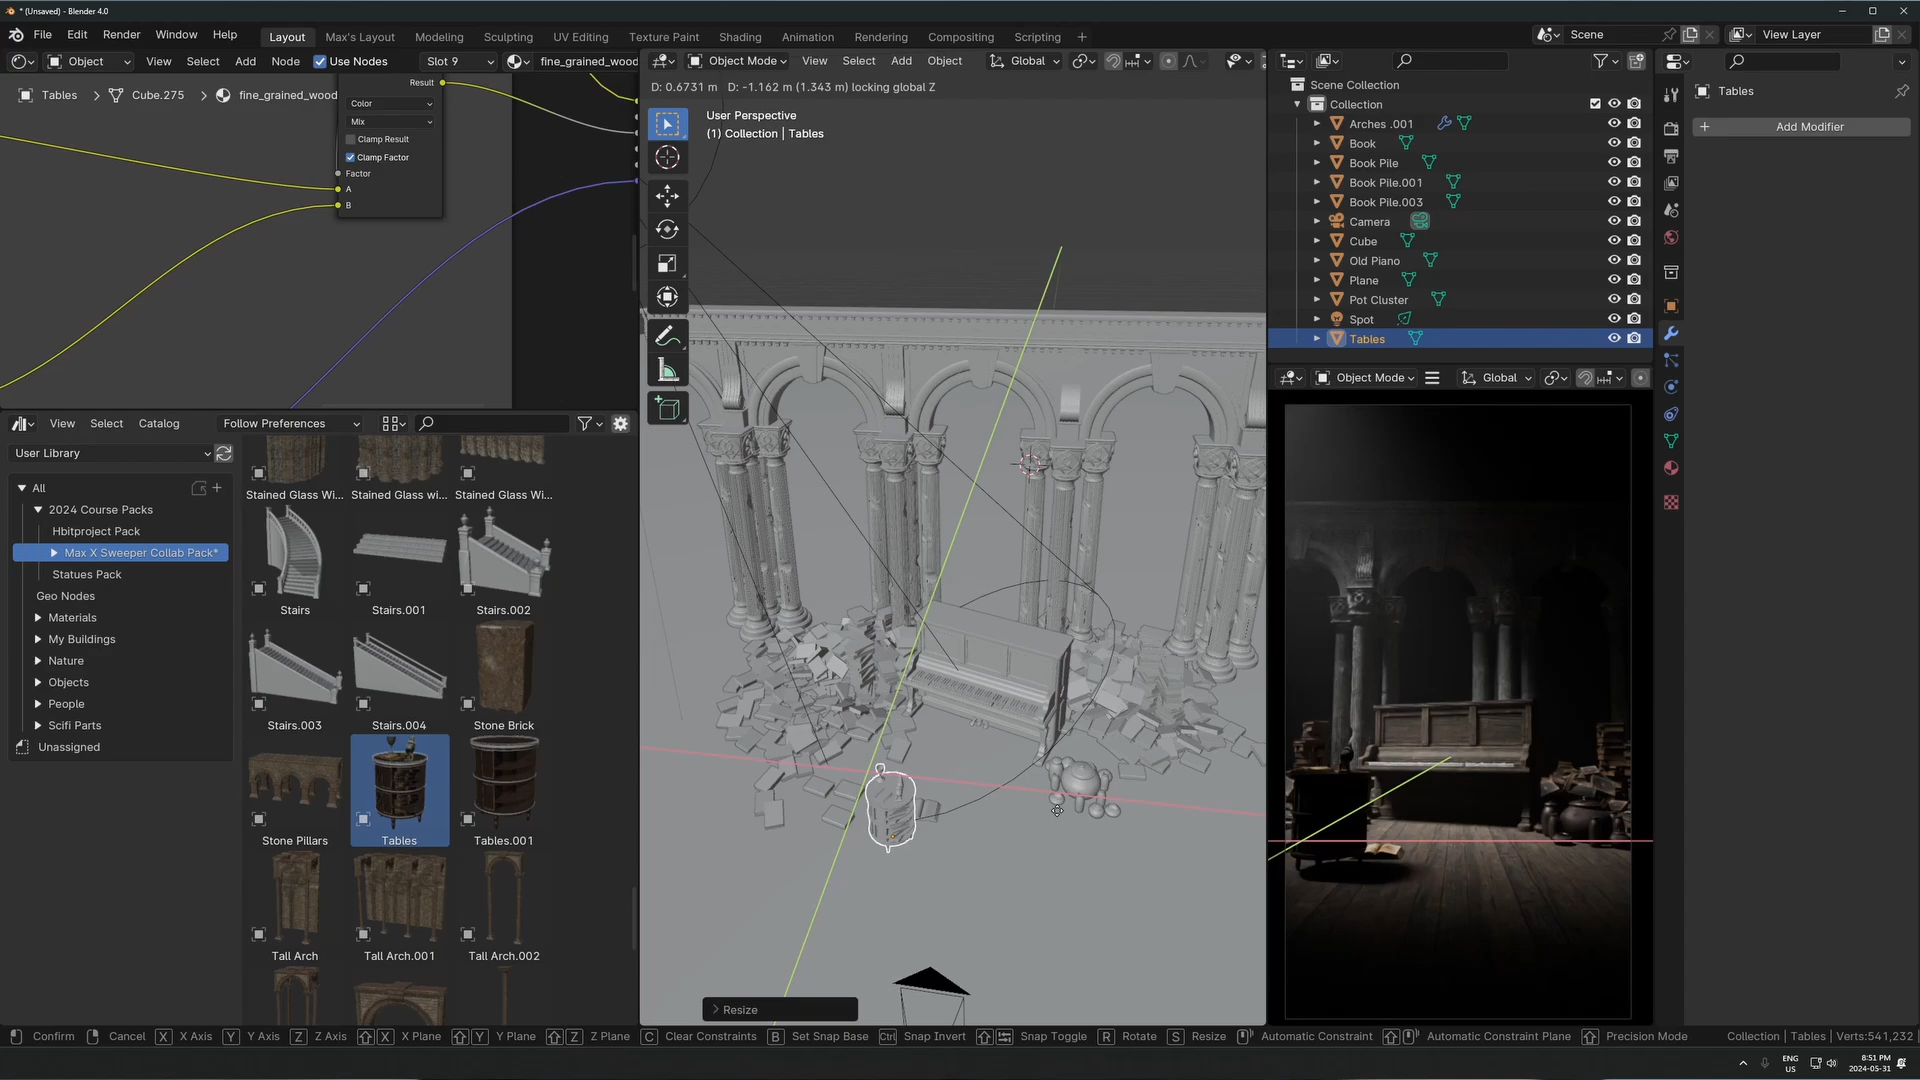 * (Unsaved) - Blender 4.0
File Edit Render Window Help
Layout Max's Layout Modeling Sculpting UV Editing Texture Paint Shading Animation Rendering Compositing Scripting +
Scene
View Layer
Object View Select Add Node Use Nodes Slot 9 fine_grained_wood
Tables > Cube.275 > fine_grained_wood
Result
Color
Mix
Clamp Result
Clamp Factor
Factor
A
B
Object Mode View Select Add Object Global
D: 0.6731 m D: -1.162 m (1.343 m) locking global Z
User Perspective
(1) Collection | Tables
> Resize
Scene Collection
Collection
Arches .001
Book
Book Pile
Book Pile.001
Book Pile.003
Camera
Cube
Old Piano
Plane
Pot Cluster
Spot
Tables
Object Mode Global
Tables
+ Add Modifier
View Select Catalog Follow Preferences
User Library
All
2024 Course Packs
Hbitproject Pack
Max X Sweeper Collab Pack*
Statues Pack
Geo Nodes
Materials
My Buildings
Nature
Objects
People
Scifi Parts
Unassigned
Stained Glass Wi... Stained Glass wi... Stained Glass Wi...
Stairs Stairs.001 Stairs.002
Stairs.003 Stairs.004 Stone Brick
Stone Pillars Tables Tables.001
Tall Arch Tall Arch.001 Tall Arch.002
Confirm Cancel X X Axis Y Y Axis Z Z Axis X X Plane Y Y Plane Z Z Plane C Clear Constraints B Set Snap Base Ctrl Snap Invert Snap Toggle R Rotate S Resize Automatic Constraint Automatic Constraint Plane Precision Mode Collection | Tables | Verts:541,232
ENG
US
8:51 PM
2024-05-31